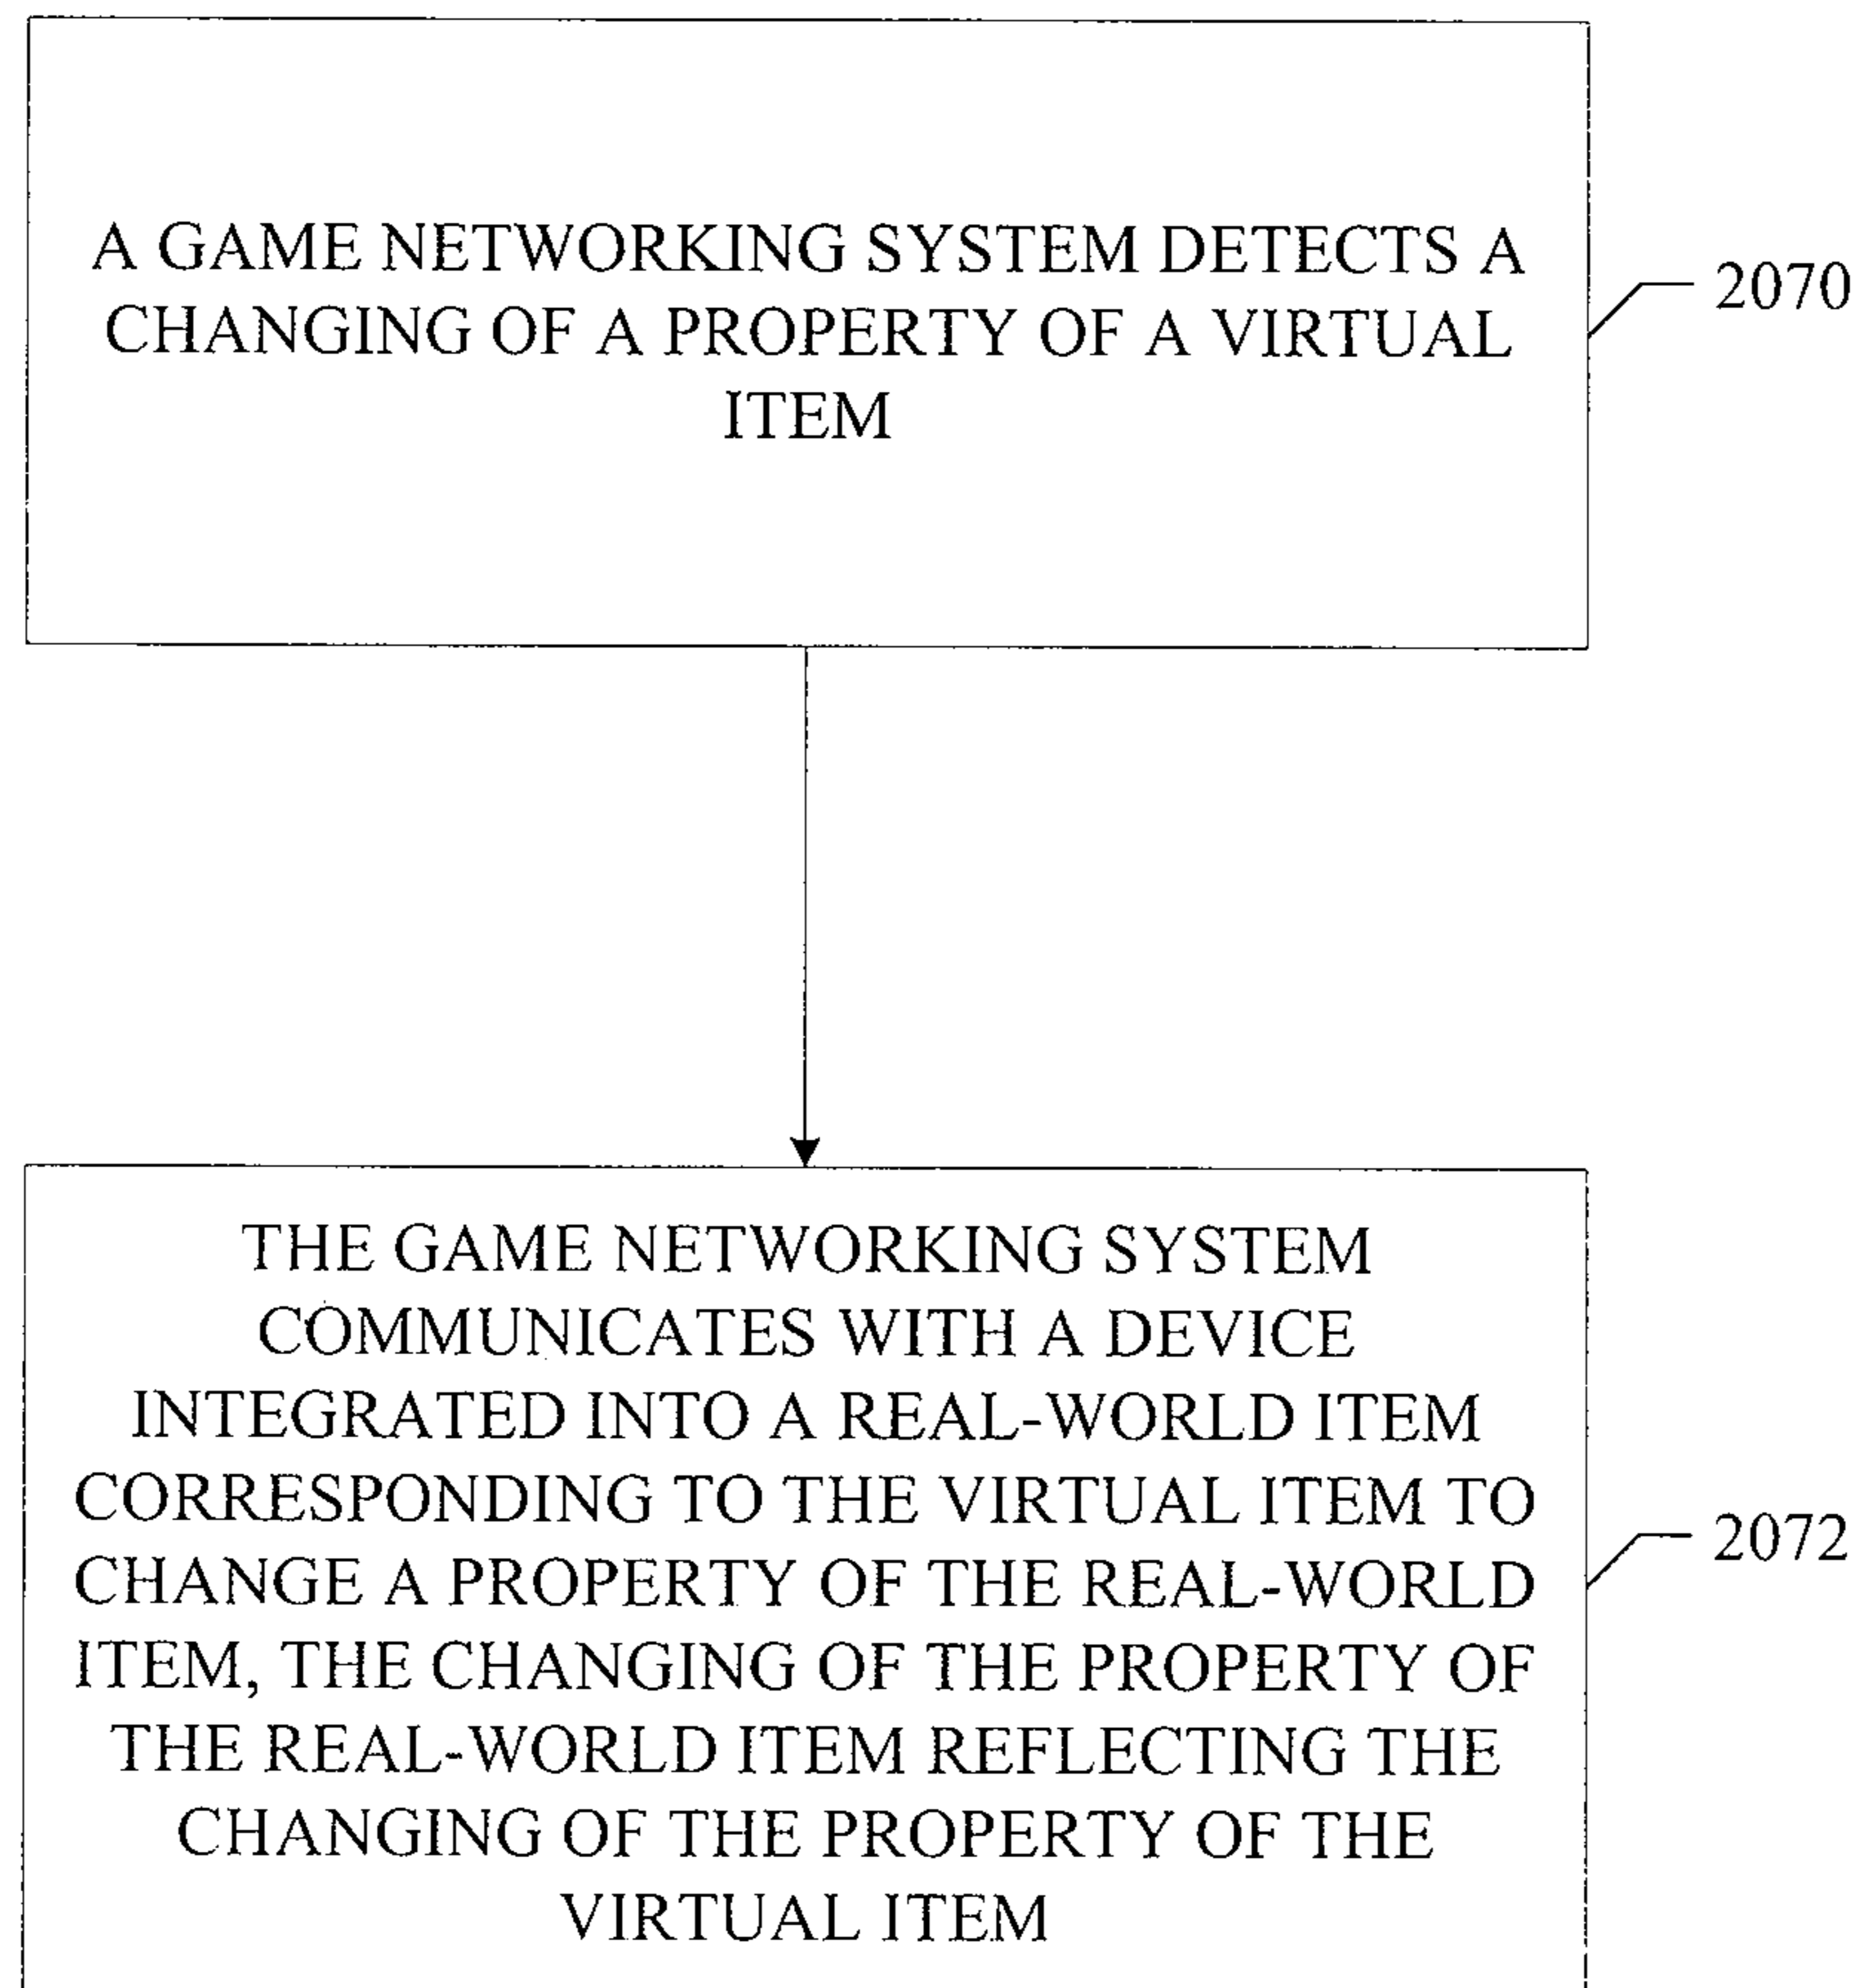 A GAME NETWORKING SYSTEM DETECTS A
CHANGING OF A PROPERTY OF A VIRTUAL
ITEM
2070
THE GAME NETWORKING SYSTEM
COMMUNICATES WITH A DEVICE
INTEGRATED INTO A REAL-WORLD ITEM
CORRESPONDING TO THE VIRTUAL ITEM TO
CHANGE A PROPERTY OF THE REAL-WORLD
ITEM, THE CHANGING OF THE PROPERTY OF
THE REAL-WORLD ITEM REFLECTING THE
CHANGING OF THE PROPERTY OF THE
VIRTUAL ITEM
2072